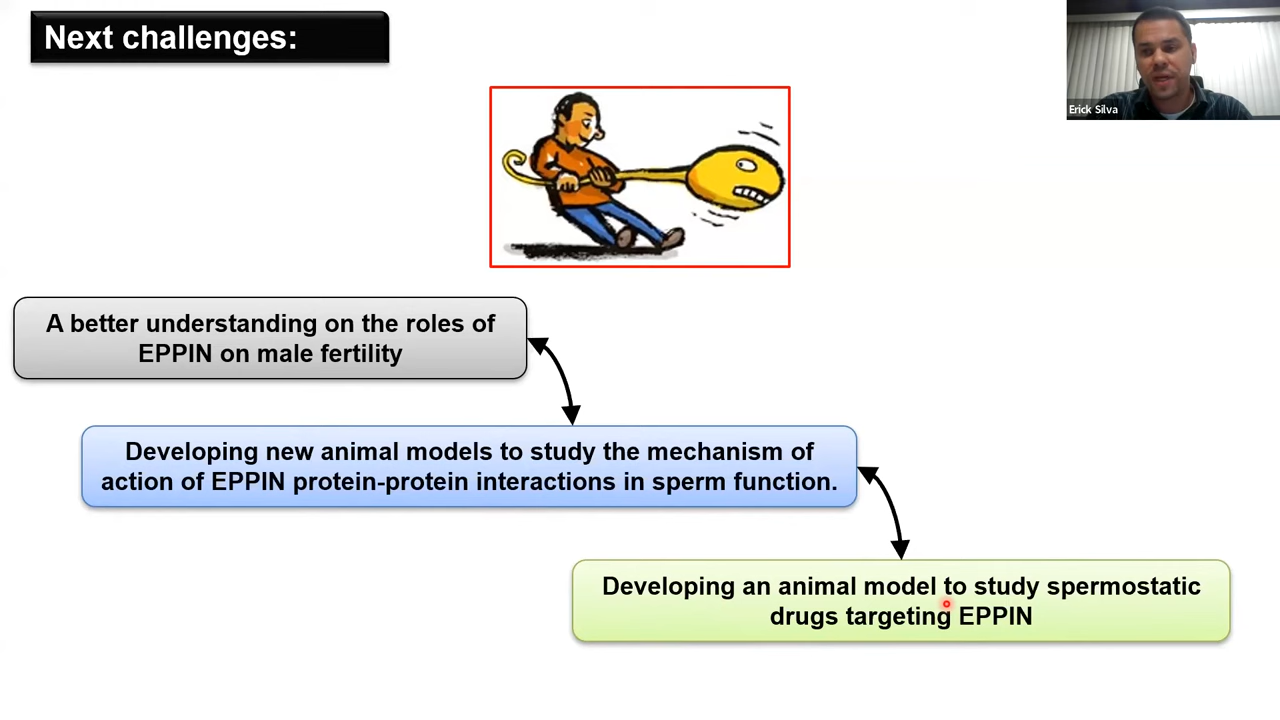 Next challenges:
Erick Silva
A better understanding on the roles of
EPPIN on male fertility
Developing new animal models to study the mechanism of
action of EPPIN protein-protein interactions in sperm function.
Developing an animal model to study spermostatic
drugs targeting EPPIN